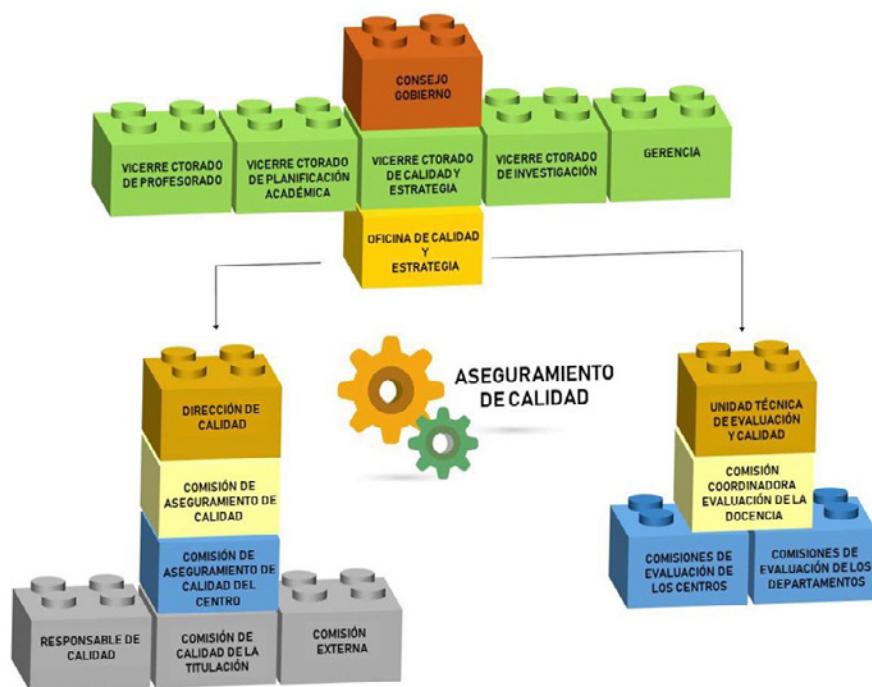 CONSEJO
GOBIERNO
VICERRE CTORADO
DE PROFESORADO
VICERRE CTORADO
DE PLANIFICACIÓN
ACADÉMICA
VICERRE CTORADO
DE CALIDAD Y
ESTRATEGIA
VICERRE CTORADO
DE INVESTIGACIÓN
GERENCIA
OFICINA DE CALIDAD
Y
ESTRATEGIA
DIRECCIÓN DE
CALIDAD
COMISIÓN
DE ASEGURAMIENTO DE
CALIDAD
COMISIÓN DE
ASEGURAMIENTO DE
CALIDAD DEL
CENTRO
RESPONSABLE DE
CALIDAD
COMISIÓN DE
CALIDAD DE LA
TITULACIÓN
COMISIÓN
EXTERNA
ASEGURAMIENTO
DE CALIDAD
UNIDAD TÉCNICA
DE EVALUACIÓN
Y CALIDAD
COMISIÓN
COORDINADORA
EVALUACIÓN DE LA
DOCENCIA
COMISIONES DE
EVALUACIÓN DE
LOS CENTROS
COMISIONES DE
EVALUACIÓN DE LOS
DEPARTAMENTOS